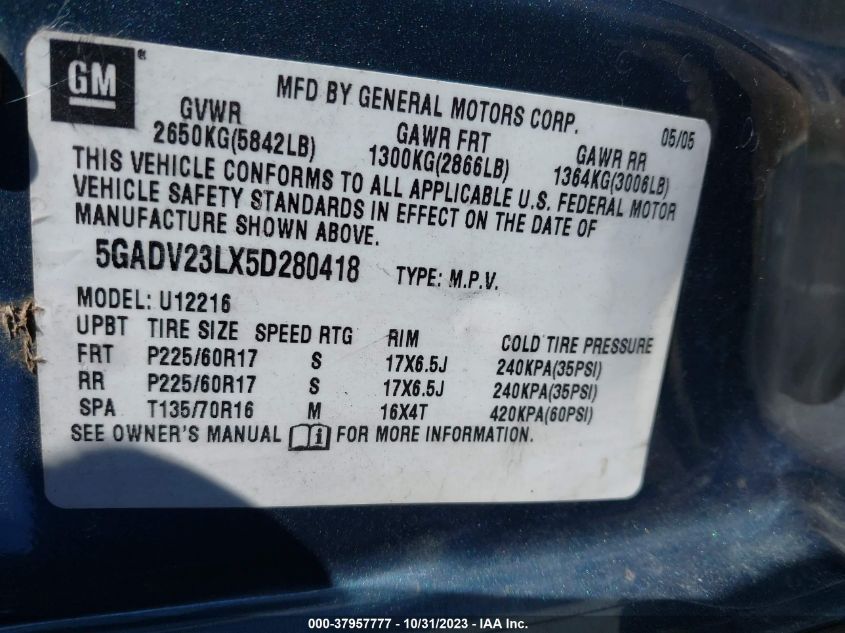 GM®
MFD BY GENERAL MOTORS CORP. 05/05
GVWR GAWR FRT GAWR RR
2650KG(5842LB) 1300KG(2866LB) 1364KG(3006LB)
THIS VEHICLE CONFORMS TO ALL APPLICABLE U.S. FEDERAL MOTOR
VEHICLE SAFETY STANDARDS IN EFFECT ON THE DATE OF
MANUFACTURE SHOWN ABOVE.
5GADV23LX5D280418 TYPE: M.P.V.
MODEL: U12216
UPBT TIRE SIZE SPEED RTG RIM COLD TIRE PRESSURE
FRT P225/60R17 S 17X6.5J 240KPA(35PSI)
RR P225/60R17 S 17X6.5J 240KPA(35PSI)
SPA T135/70R16 M 16X4T 420KPA(60PSI)
SEE OWNER'S MANUAL i FOR MORE INFORMATION.
000-37957777 - 10/31/2023 - IAA Inc.